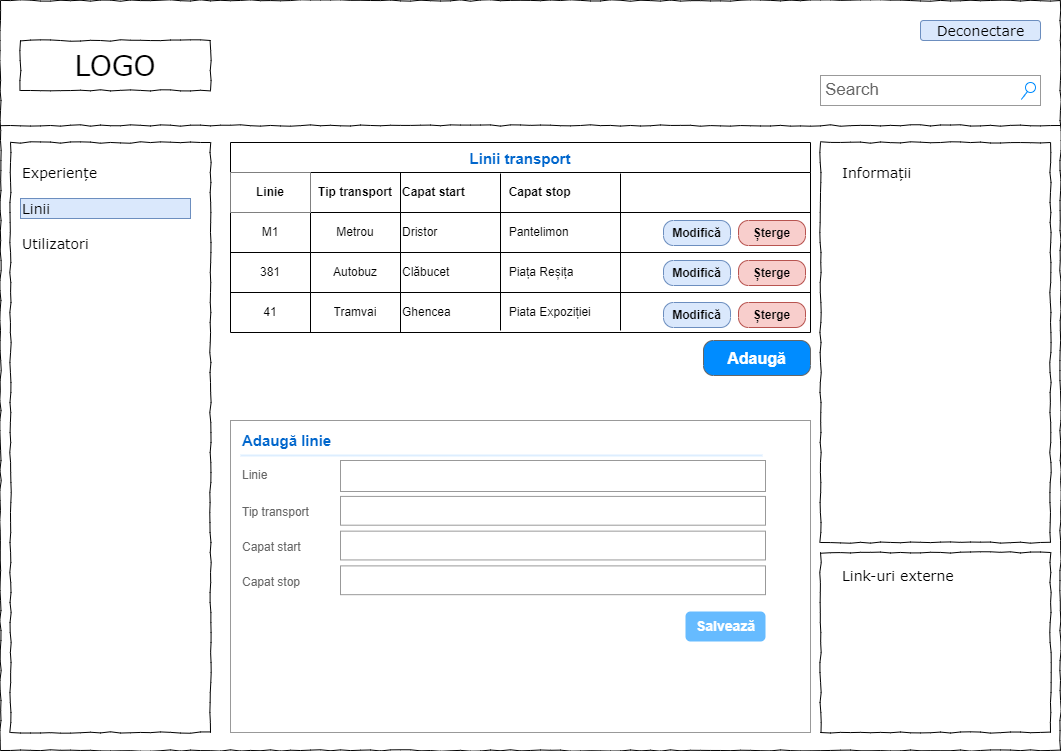 Deconectare
LOGO
Search
Experiențe
Linii
Utilizatori
Linii transport
Linie Tip transport Capat start Capat stop
M1 Metrou Dristor Pantelimon Modifică Șterge
381 Autobuz Clăbucet Piața Reșița Modifică Șterge
41 Tramvai Ghencea Piata Expoziției Modifică Șterge
Adaugă
Adaugă linie
Linie
Tip transport
Capat start
Capat stop
Salvează
Informații
Link-uri externe